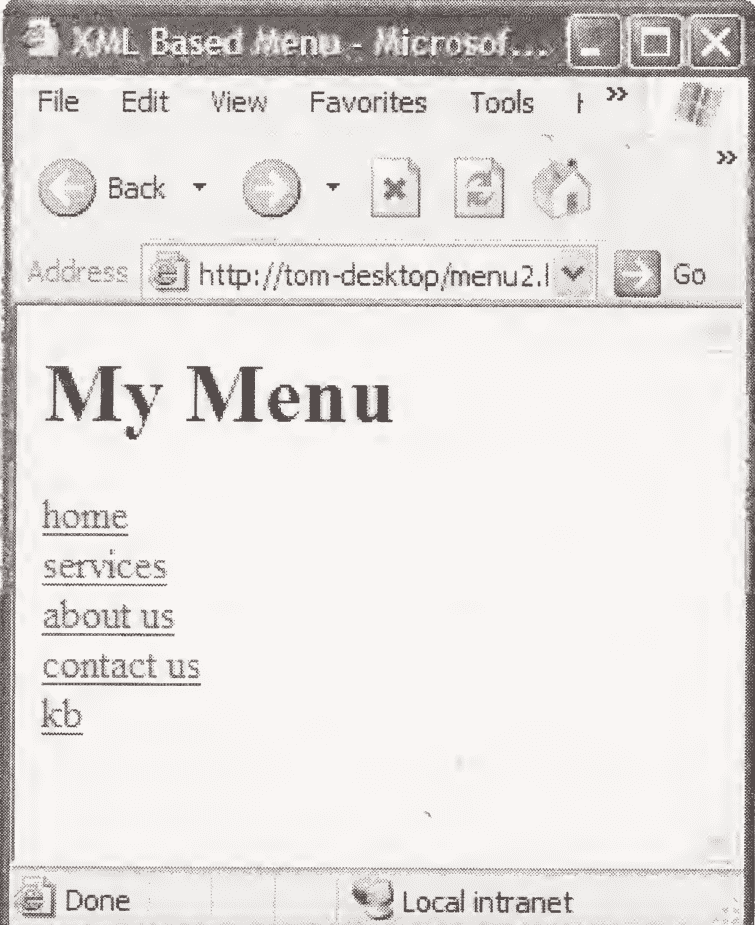 XML Based Menu - Microsof...
File Edit View Favorites Tools »
»
Back
Address http://tom-desktop/menu2.l Go
My Menu
home
services
about us
contact us
kb
Done Local intranet